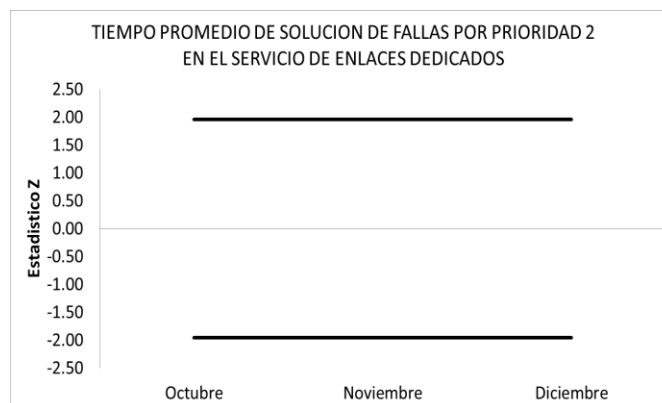 TIEMPO PROMEDIO DE SOLUCION DE FALLAS POR PRIORIDAD 2
EN EL SERVICIO DE ENLACES DEDICADOS
Estadistico Z
2.50
2.00
1.50
1.00
0.50
0.00
-0.50
-1.00
-1.50
-2.00
-2.50
Octubre Noviembre Diciembre